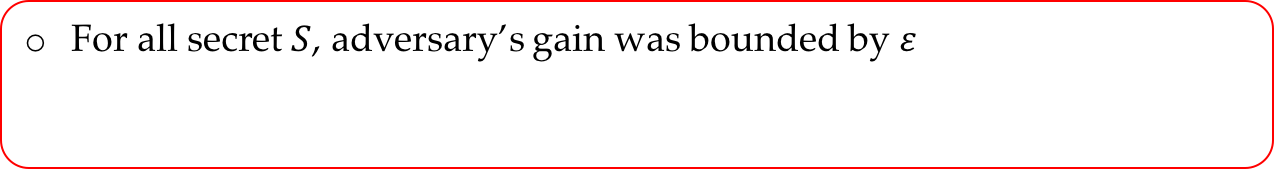 ○ For all secret S, adversary's gain was bounded by ε